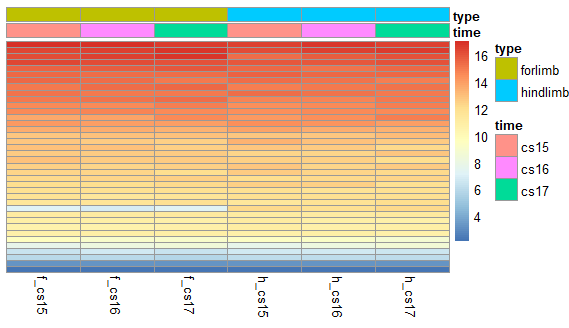 type
time
16
14
12
10
8
6
4
type
forlimb
hindlimb
time
cs15
cs16
cs17
f_cs15
f_cs16
f_cs17
h_cs15
h_cs16
h_cs17